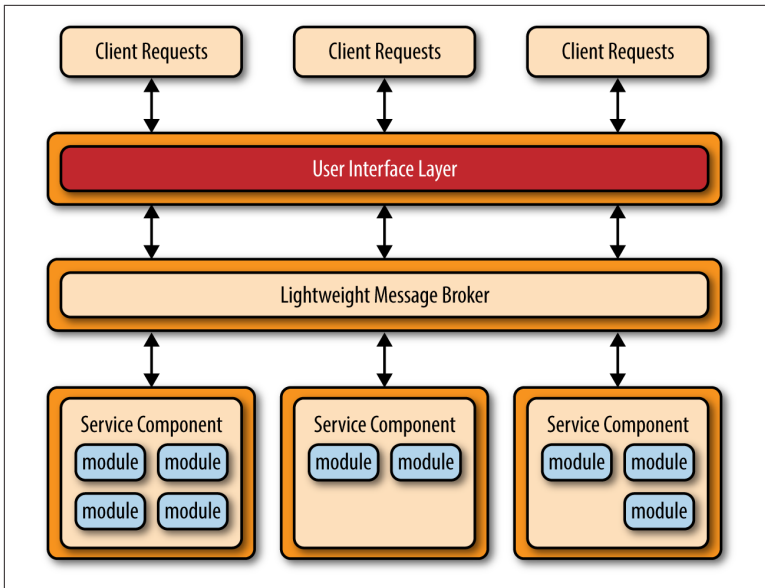 Client Requests
Client Requests
Client Requests
User Interface Layer
Lightweight Message Broker
Service Component
module module
module module
Service Component
module module
Service Component
module module
module